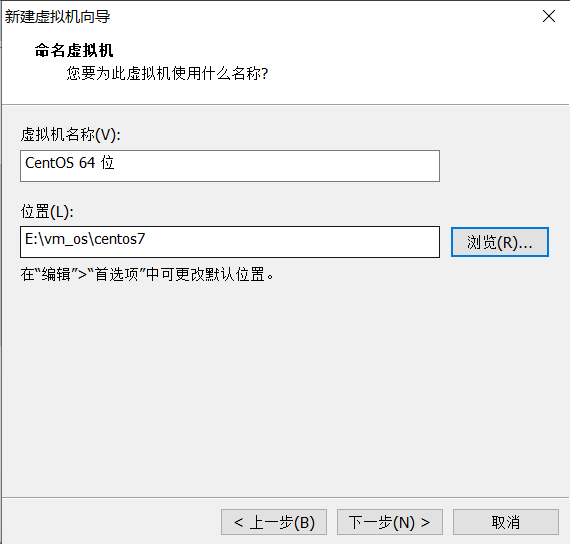 新建虚拟机向导
命名虚拟机
您要为此虚拟机使用什么名称?
虚拟机名称(V):
CentOS 64 位
位置(L):
E:\vm_os\centos7
浏览(R)...
在“编辑”>“首选项”中可更改默认位置。
< 上一步(B)
下一步(N) >
取消